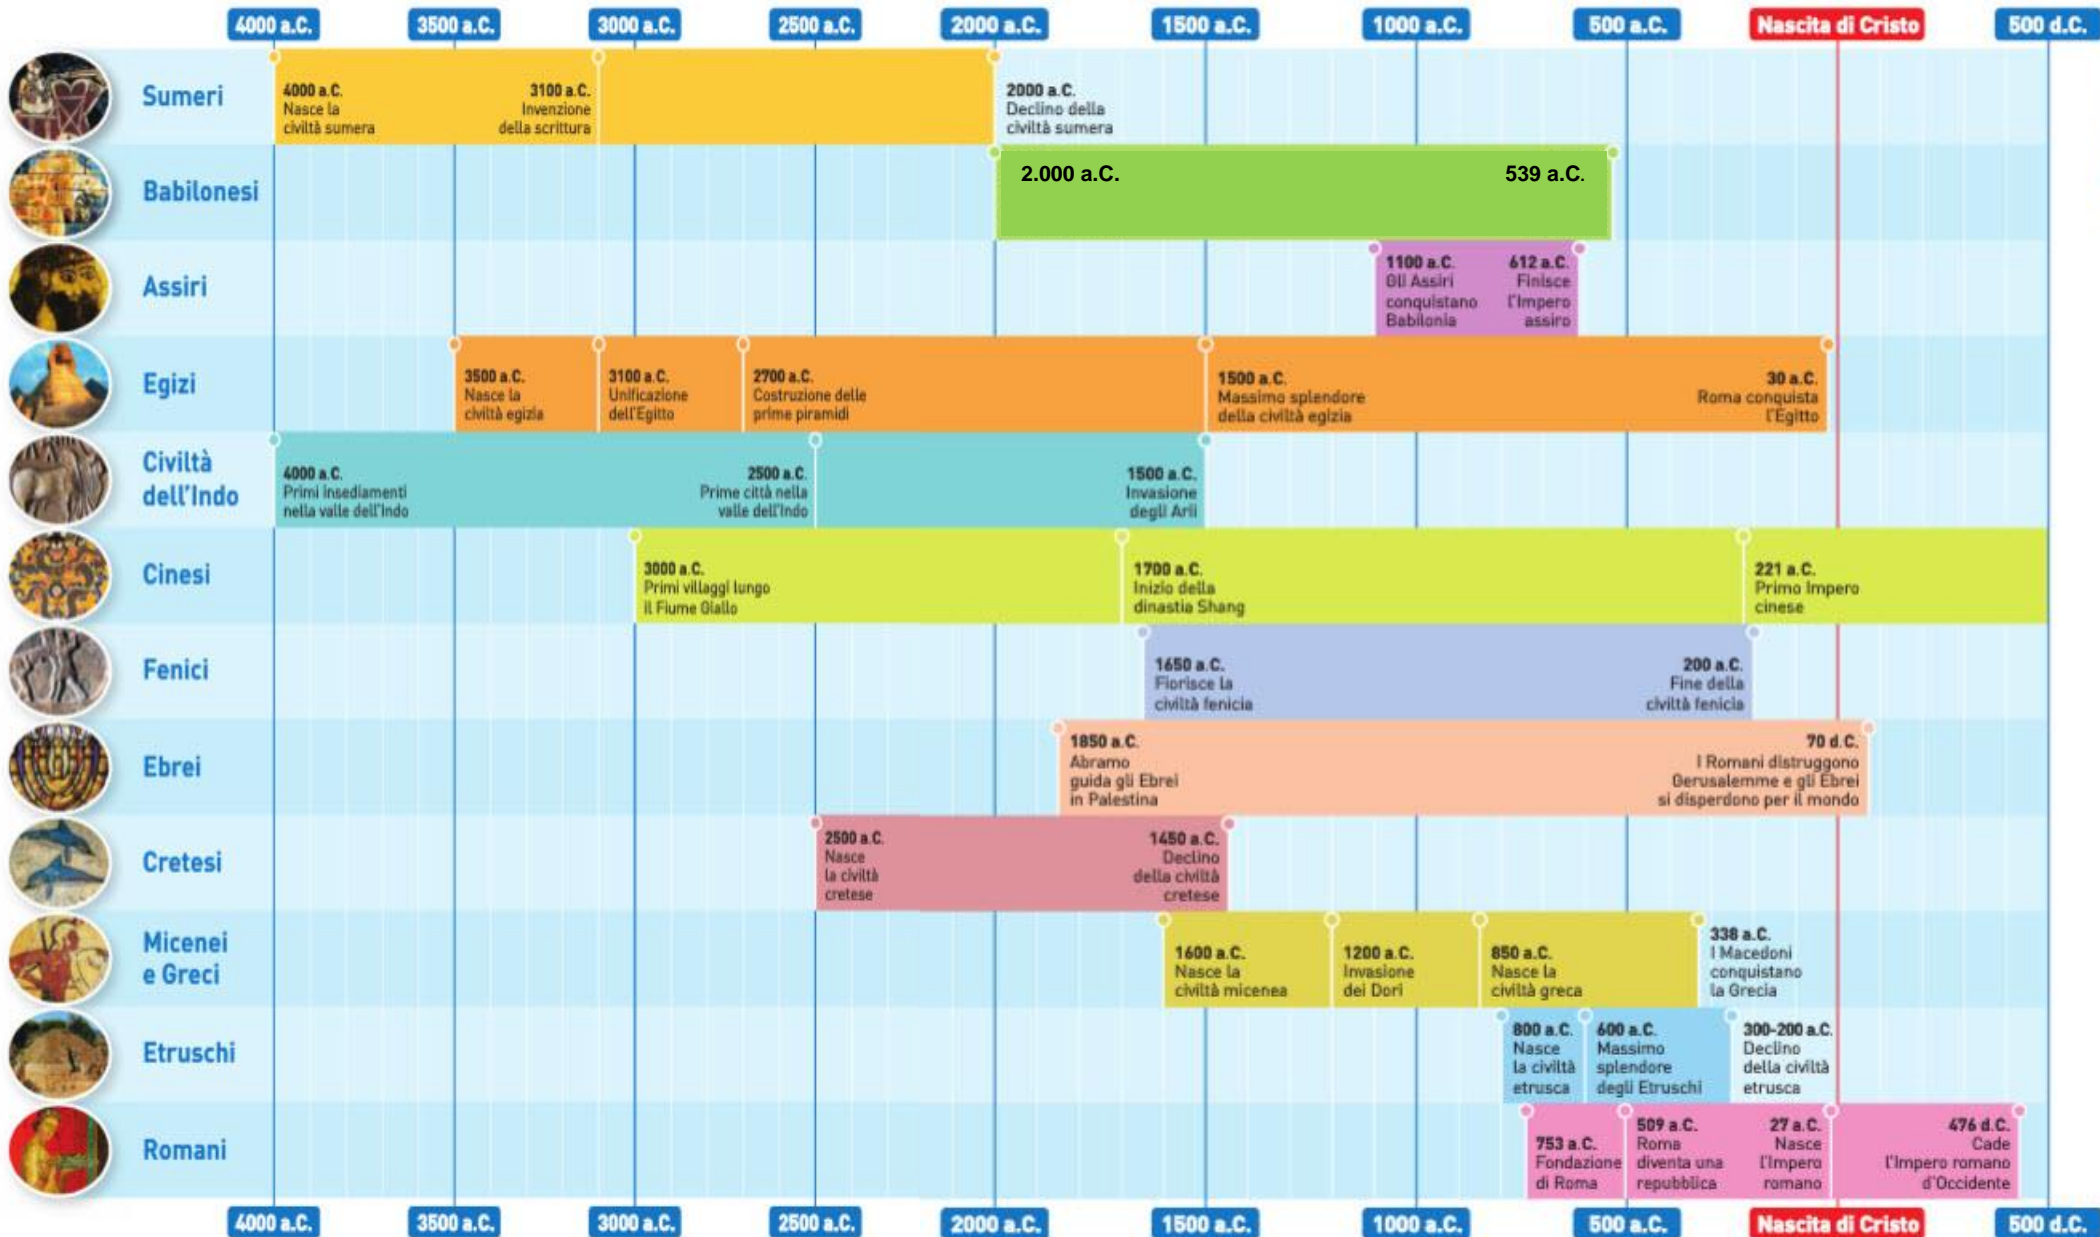 4000 a.C. 3500 a.C. 3000 a.C. 2500 a.C. 2000 a.C. 1500 a.C. 1000 a.C. 500 a.C. Nascita di Cristo 500 d.C.
Sumeri
4000 a.C.
Nasce la
civiltà sumera
3100 a.C.
Invenzione
della scrittura
2000 a.C.
Declino della
civiltà sumera
Babilonesi
2.000 a.C.
539 a.C.
Assiri
1100 a.C.
Gli Assiri
conquistano
Babilonia
612 a.C.
Finisce
l'Impero
assiro
Egizi
3500 a.C.
Nasce la
civiltà egizia
3100 a.C.
Unificazione
dell'Egitto
2700 a.C.
Costruzione delle
prime piramidi
1500 a.C.
Massimo splendore
della civiltà egizia
30 a.C.
Roma conquista
l'Egitto
Civiltà
dell'Indo
4000 a.C.
Primi insediamenti
nella valle dell'Indo
2500 a.C.
Prime città nella
valle dell'Indo
1500 a.C.
Invasione
degli Arii
Cinesi
3000 a.C.
Primi villaggi lungo
il Fiume Giallo
1700 a.C.
Inizio della
dinastia Shang
221 a.C.
Primo Impero
cinese
Fenici
1650 a.C.
Fiorisce la
civiltà fenicia
200 a.C.
Fine della
civiltà fenicia
Ebrei
1850 a.C.
Abramo
guida gli Ebrei
in Palestina
70 d.C.
I Romani distruggono
Gerusalemme e gli Ebrei
si disperdono per il mondo
Cretesi
2500 a.C.
Nasce
la civiltà
cretese
1450 a.C.
Declino
della civiltà
cretese
Micenei
e Greci
1600 a.C.
Nasce la
civiltà micenea
1200 a.C.
Invasione
dei Dori
850 a.C.
Nasce la
civiltà greca
338 a.C.
I Macedoni
conquistano
la Grecia
Etruschi
800 a.C.
Nasce
la civiltà
etrusca
600 a.C.
Massimo
splendore
degli Etruschi
300-200 a.C.
Declino
della civiltà
etrusca
Romani
753 a.C.
Fondazione
di Roma
509 a.C.
Roma
diventa una
repubblica
27 a.C.
Nasce
l'Impero
romano
476 d.C.
Cade
l'Impero romano
d'Occidente
4000 a.C. 3500 a.C. 3000 a.C. 2500 a.C. 2000 a.C. 1500 a.C. 1000 a.C. 500 a.C. Nascita di Cristo 500 d.C.